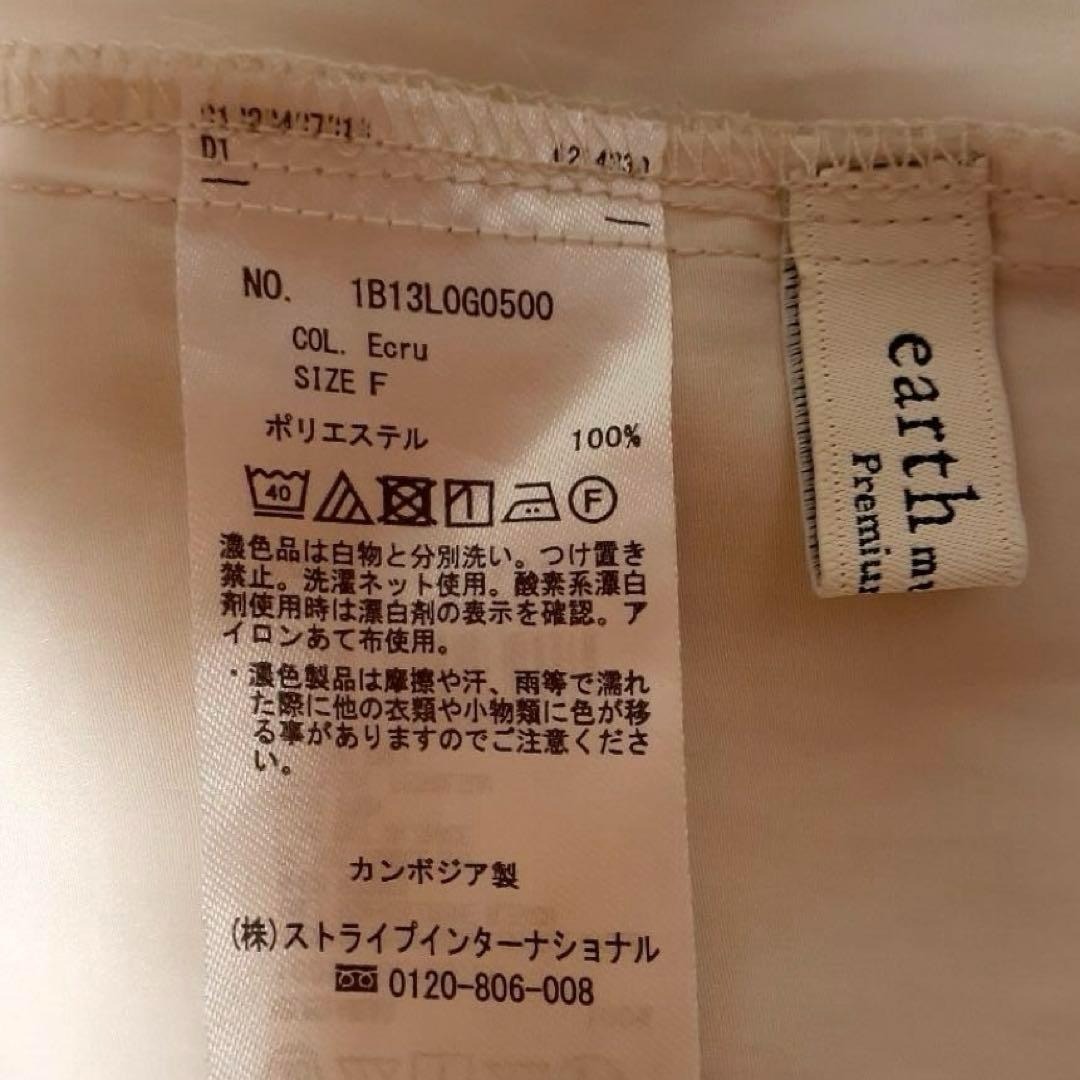 D1
NO. 1B13L0G0500
COL. Ecru
SIZE F
ポリエステル 100%
40
F
濃色品は白物と分別洗い。つけ置き
禁止。洗濯ネット使用。酸素系漂白
剤使用時は漂白剤の表示を確認。ア
イロンあて布使用。
・濃色製品は摩擦や汗、雨等で濡れ
た際に他の衣類や小物類に色が移
る事がありますのでご注意くださ
い。
カンボジア製
(株)ストライプインターナショナル
0120-806-008
earth
Premium